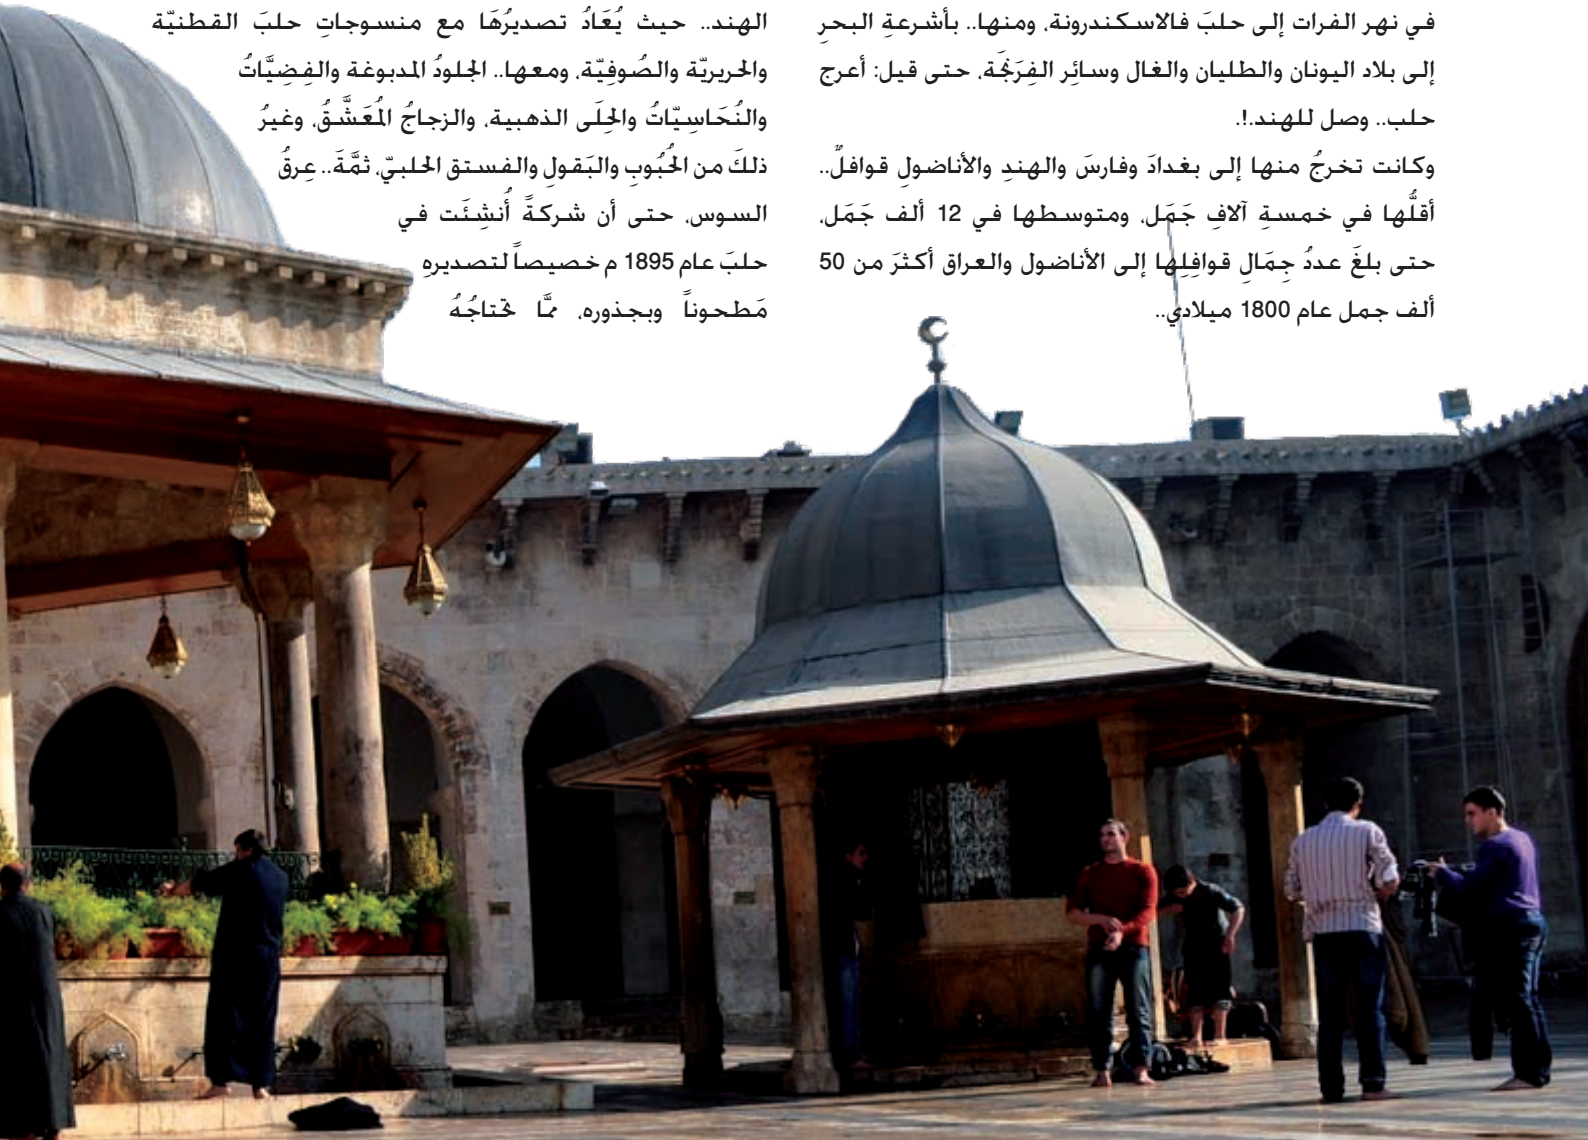 في نهر الفرات إلى حلبَ فالاسكندرونة، ومنها.. بأشرعةِ البحرِ
إلى بلاد اليونان والطليان والغال وسائِر الفِرَنْجَة، حتى قيل: أعرج
حلب.. وصل للهند.!.
وكانت تخرجُ منها إلى بغدادَ وفارسَ والهندِ والأناضولِ قوافلٌ..
أقلُّها في خمسةِ آلافِ جَمَل، ومتوسطها في 12 ألف جَمَل،
حتى بلغَ عددُ جِمَالِ قوافِلِها إلى الأناضول والعراق أكثرَ من 50
ألف جمل عام 1800 ميلادي..
الهند.. حيث يُعَادُ تصديرُهَا مع منسوجاتِ حلبَ القطنيّة
والحريريّة والصُوفِيّة، ومعها.. الجلودُ المدبوغة والفِضِيَّاتُ
والنُحَاسِيّاتُ والحِلَى الذهبية، والزجاجُ المُعَشَّقُ، وغيرُ
ذلكَ من الحُبُوبِ والبَقولِ والفستق الحلبيّ، ثمَّةَ.. عِرقُ
السوس، حتى أن شركةً أُنشِئَت في
حلبَ عام 1895 م خصيصاً لتصديرهِ
مَطحوناً وبجذوره، ممَّا تحتاجُهُ